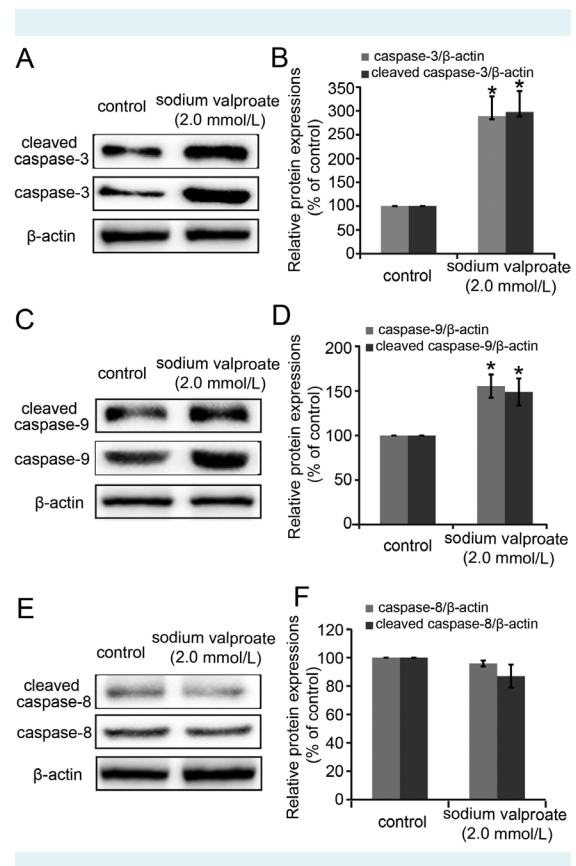 A
control
sodium valproate
(2.0 mmol/L)
cleaved
caspase-3
caspase-3
β-actin
B
caspase-3/β-actin
cleaved caspase-3/β-actin
Relative protein expressions
(% of control)
350
300
250
200
150
100
50
0
* *
control
sodium valproate
(2.0 mmol/L)
C
control
sodium valproate
(2.0 mmol/L)
cleaved
caspase-9
caspase-9
β-actin
D
caspase-9/β-actin
cleaved caspase-9/β-actin
Relative protein expressions
(% of control)
200
150
100
50
0
* *
control
sodium valproate
(2.0 mmol/L)
E
control
sodium valproate
(2.0 mmol/L)
cleaved
caspase-8
caspase-8
β-actin
F
caspase-8/β-actin
cleaved caspase-8/β-actin
Relative protein expressions
(% of control)
120
100
80
60
40
20
0
control
sodium valproate
(2.0 mmol/L)